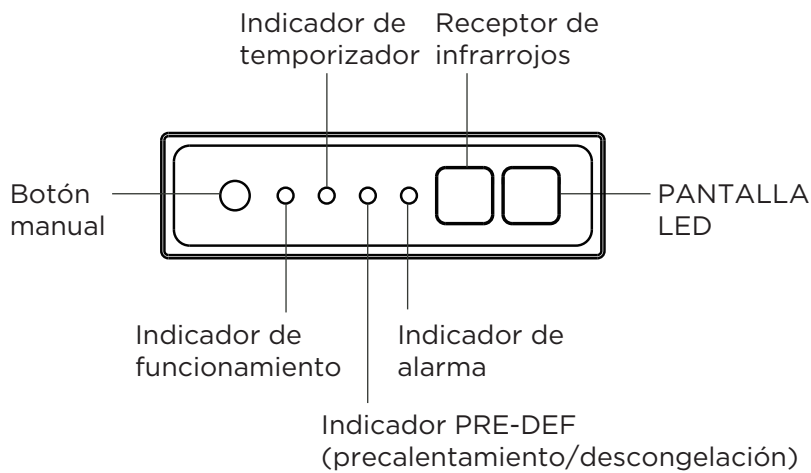 Indicador de
temporizador
Receptor de
infrarrojos
Botón
manual
PANTALLA
LED
Indicador de
funcionamiento
Indicador de
alarma
Indicador PRE-DEF
(precalentamiento/descongelación)